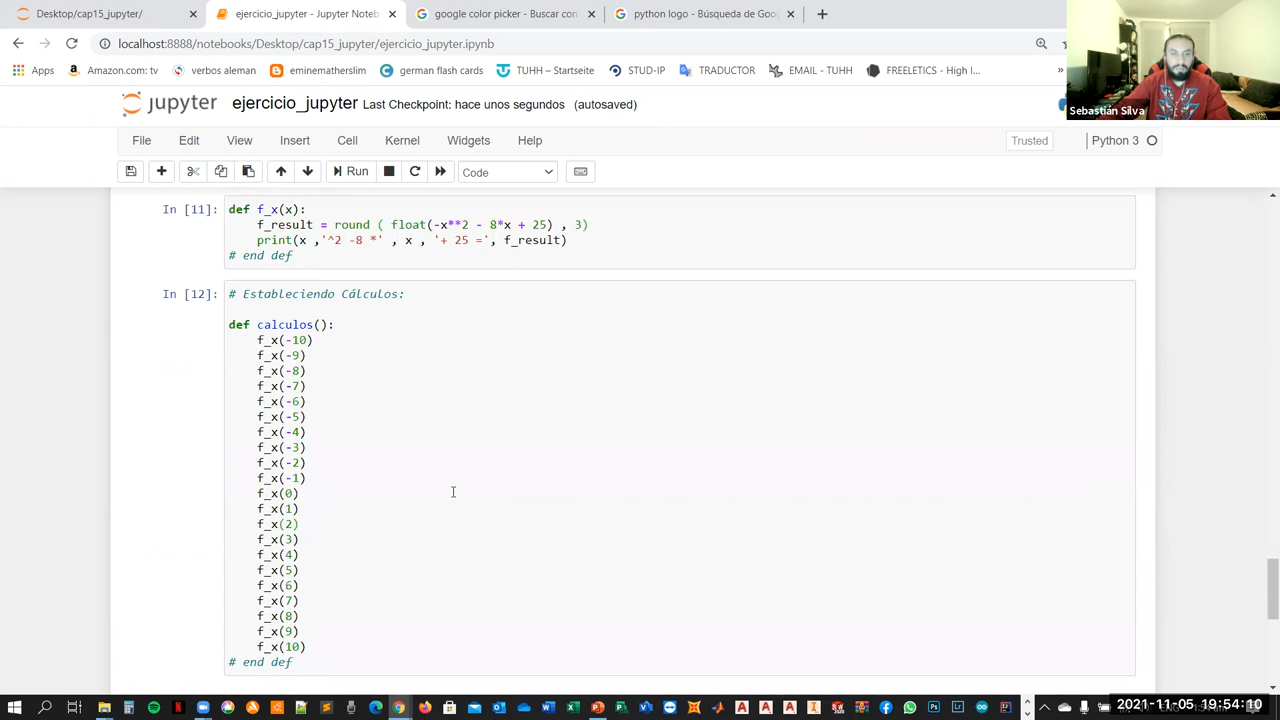 Desktop/cap15_jupyter/
ejercicio_jupyter - Jupyter Noteb
google color picker - Buscar con
python logo - Búsqueda de Goo
localhost:8888/notebooks/Desktop/cap15_jupyter/ejercicio_jupyter.ipynb
Apps
Amazon.com: tv
verbos aleman
eminemathersIim
german flash cards
TUHH – Startseite
STUD-IP
TRADUCTOR
EMAIL - TUHH
FREELETICS - High I...
»
Sebastián Silva
jupyter ejercicio_jupyter Last Checkpoint: hace unos segundos (autosaved)
File Edit View Insert Cell Kernel Widgets Help
Trusted
Python 3
Run
Code
In [11]:
def f_x(x):
f_result = round ( float(-x**2 - 8*x + 25) , 3)
print(x ,'^2 -8 *' , x , '+ 25 =', f_result)
# end def
In [12]:
# Estableciendo Cálculos:
def calculos():
f_x(-10)
f_x(-9)
f_x(-8)
f_x(-7)
f_x(-6)
f_x(-5)
f_x(-4)
f_x(-3)
f_x(-2)
f_x(-1)
f_x(0)
f_x(1)
f_x(2)
f_x(3)
f_x(4)
f_x(5)
f_x(6)
f_x(7)
f_x(8)
f_x(9)
f_x(10)
# end def
2021-11-05 19:54:10